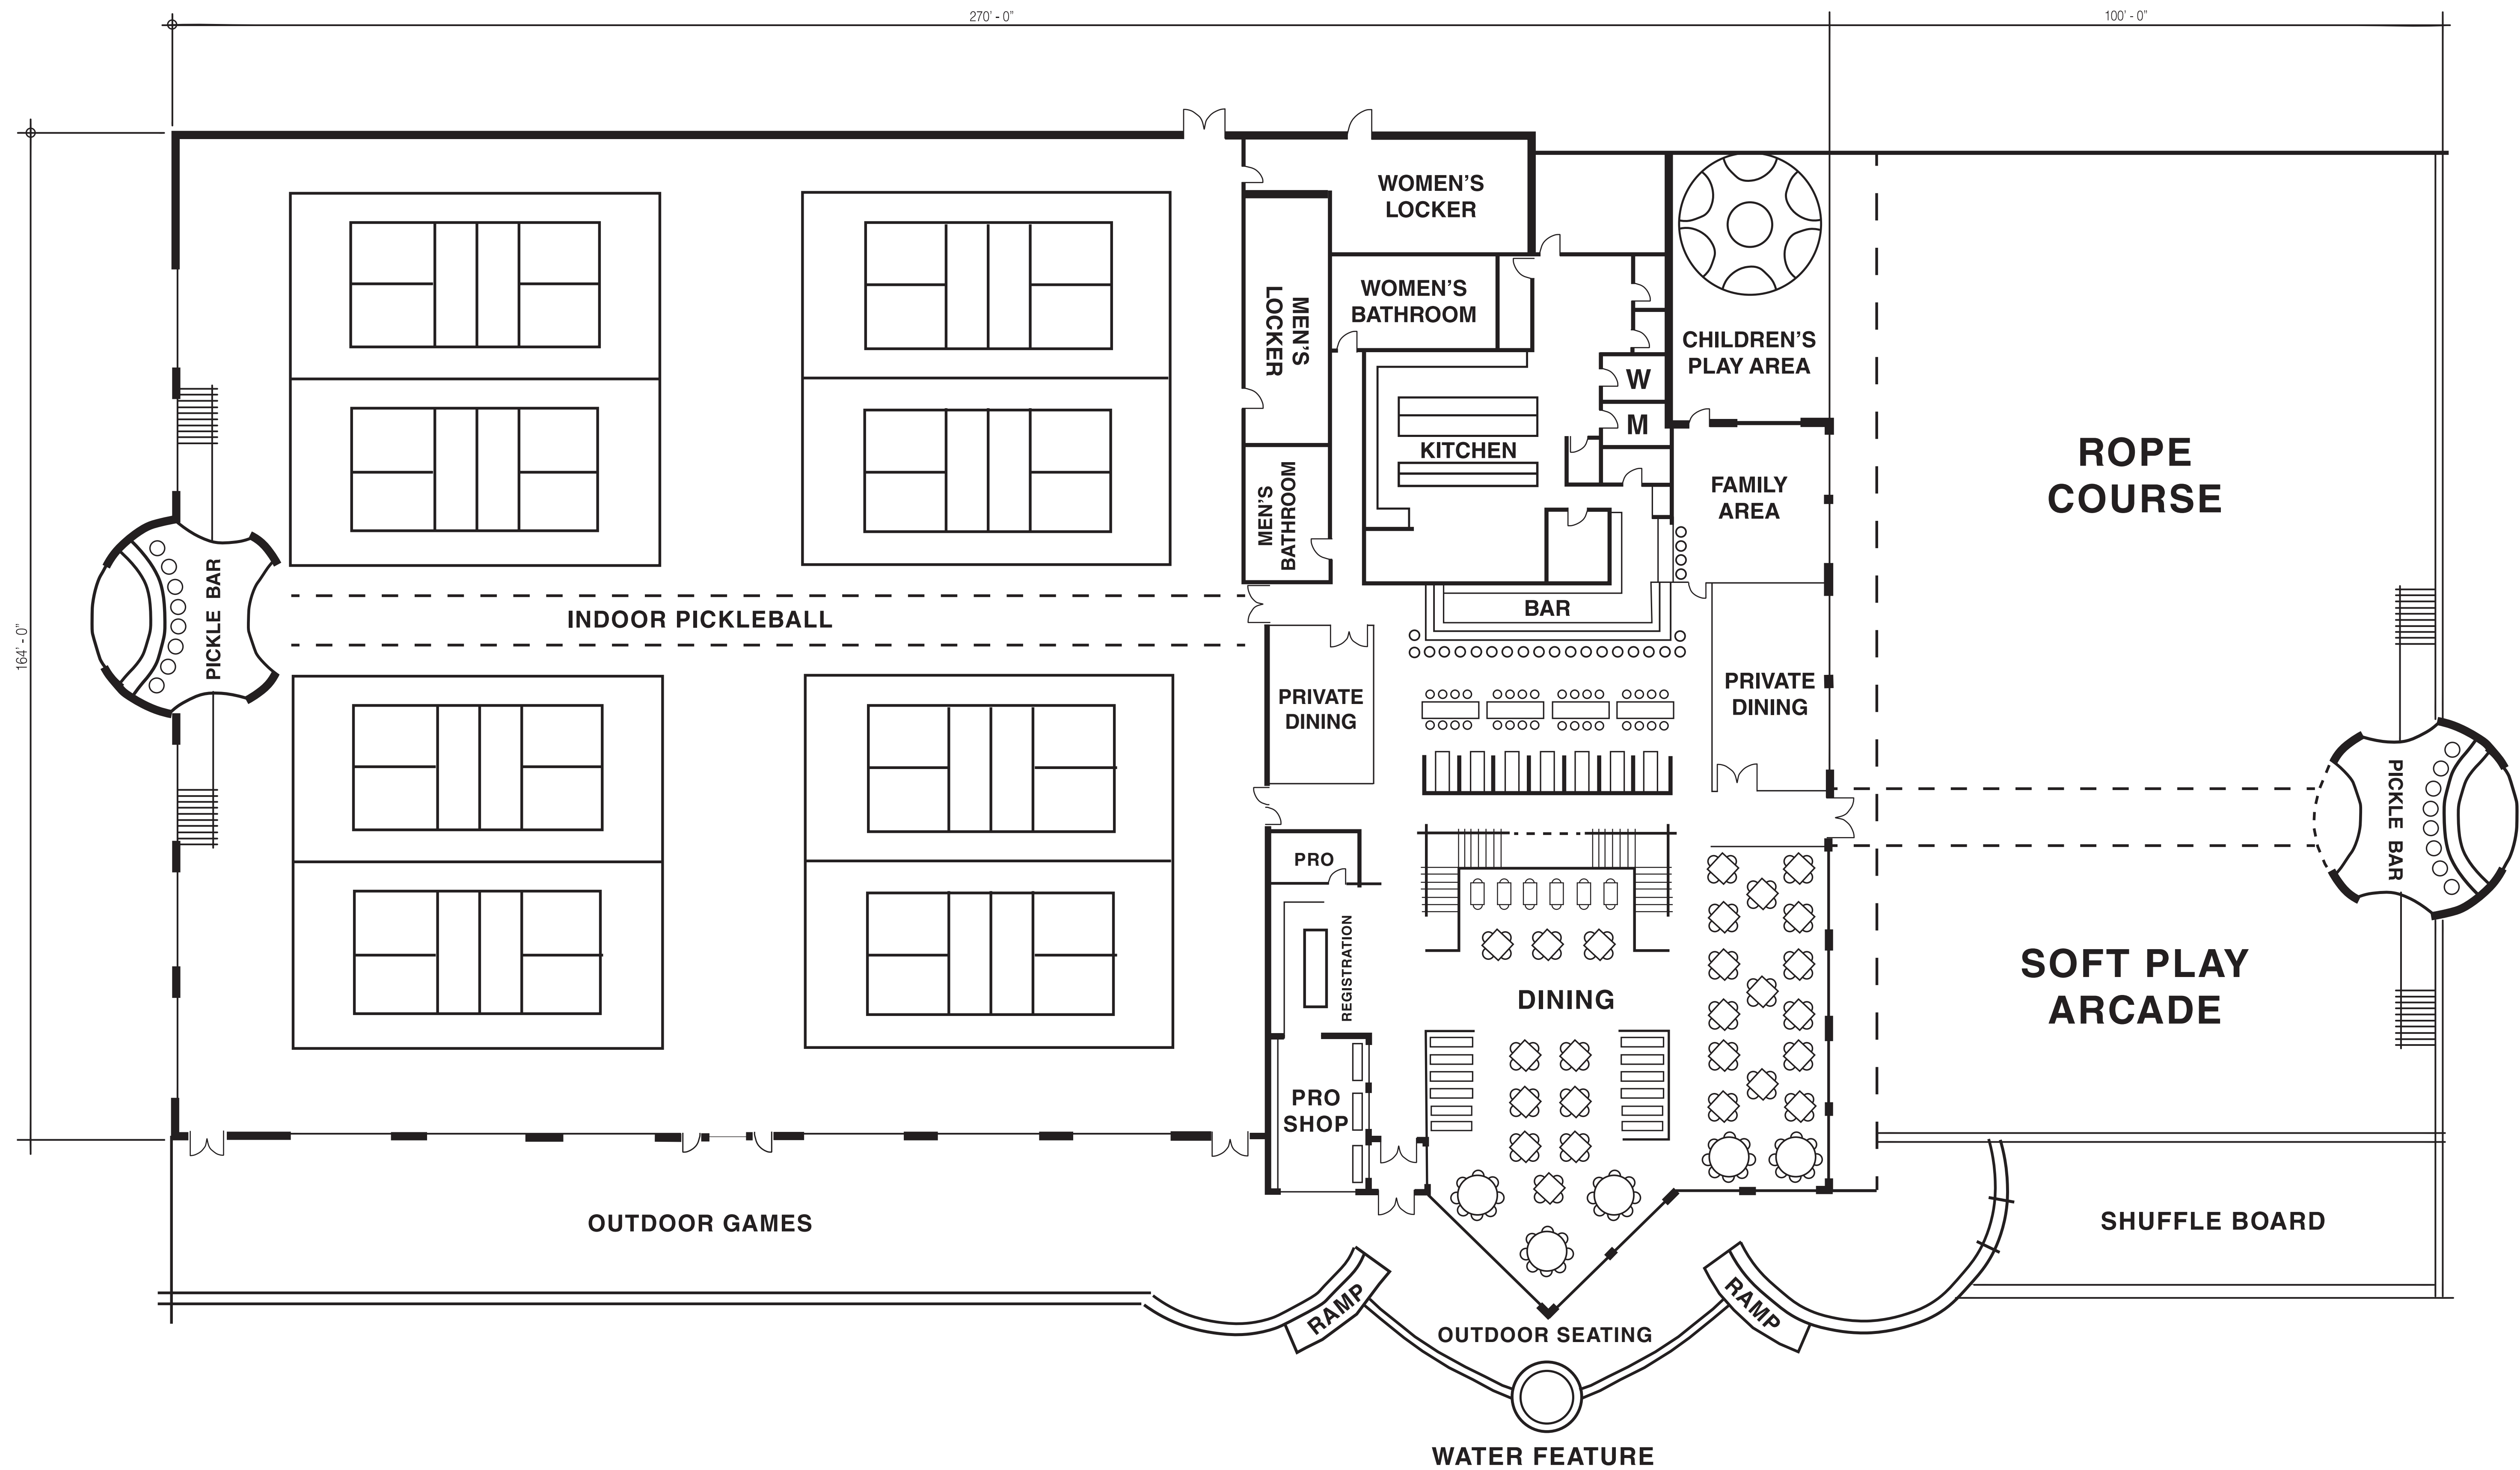 270' - 0"
100' - 0"
164' - 0"
WOMEN'S
LOCKER
MEN'S
LOCKER
WOMEN'S
BATHROOM
CHILDREN'S
PLAY AREA
W
M
KITCHEN
MEN'S
BATHROOM
FAMILY
AREA
ROPE
COURSE
PICKLE BAR
INDOOR PICKLEBALL
BAR
PRIVATE
DINING
PRIVATE
DINING
PICKLE BAR
PRO
REGISTRATION
DINING
SOFT PLAY
ARCADE
PRO
SHOP
OUTDOOR GAMES
SHUFFLE BOARD
RAMP
RAMP
OUTDOOR SEATING
WATER FEATURE